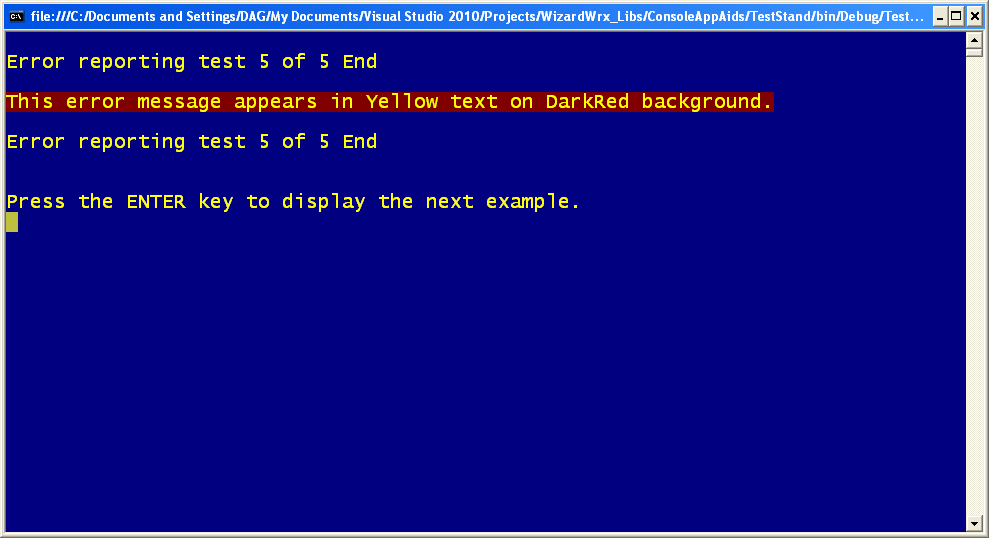 file:///C:/Documents and Settings/DAG/My Documents/Visual Studio 2010/Projects/WizardWrx_Libs/ConsoleAppAids/TestStand/bin/Debug/Test...
Error reporting test 5 of 5 End
This error message appears in Yellow text on DarkRed background.
Error reporting test 5 of 5 End
Press the ENTER key to display the next example.